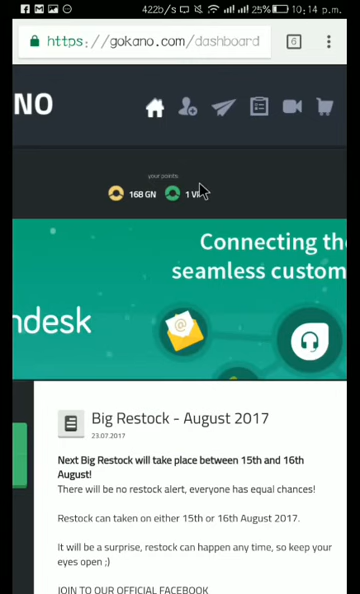 422b/s 25% 10:14 p.m.
https://gokano.com/dashboard
6
NO
your points:
168 GN 1 VI
Connecting the
seamless custom
ndesk
Big Restock - August 2017
23.07.2017
Next Big Restock will take place between 15th and 16th
August!
There will be no restock alert, everyone has equal chances!
Restock can taken on either 15th or 16th August 2017.
It will be a surprise, restock can happen any time, so keep your
eyes open ;)
JOIN TO OUR OFFICIAL FACEBOOK